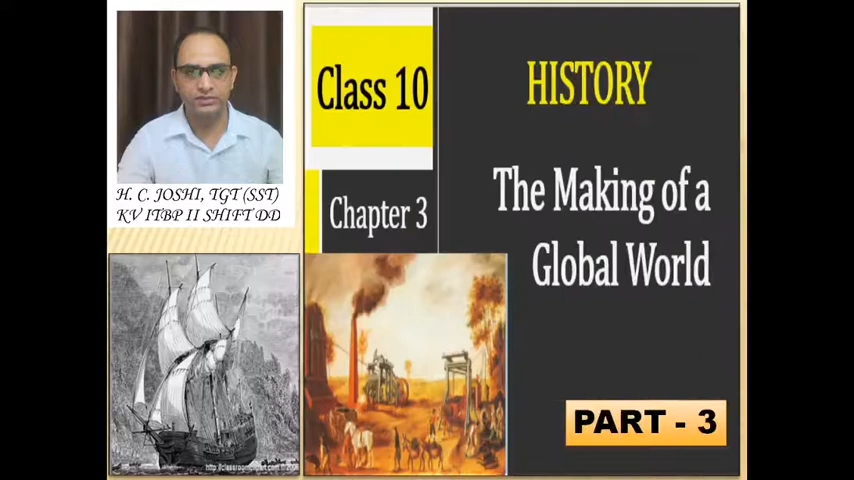 H. C. JOSHI, TGT (SST)
KV ITBP II SHIFT DD
Class 10
Chapter 3
HISTORY
The Making of a
Global World
PART - 3